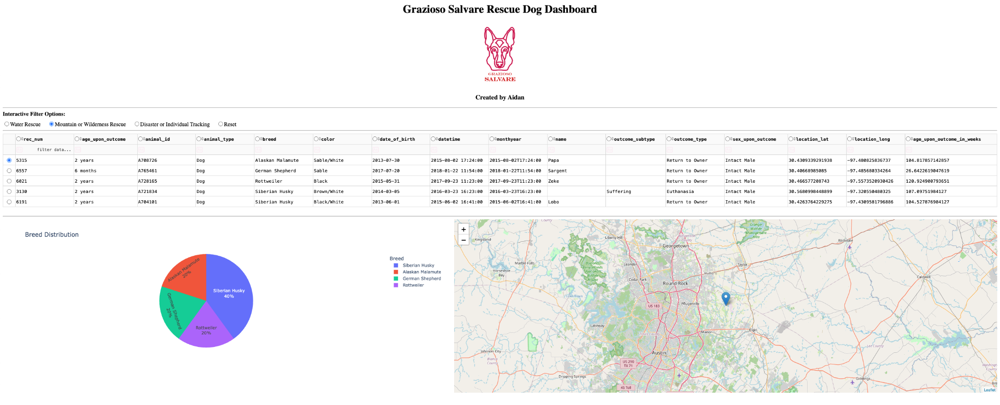 Grazioso Salvare Rescue Dog Dashboard
GRAZIOSO
SALVARE
Created by Aidan
Interactive Filter Options:
Water Rescue Mountain or Wilderness Rescue Disaster or Individual Tracking Reset
rec_num age_upon_outcome animal_id animal_type breed color date_of_birth datetime monthyear name outcome_subtype outcome_type sex_upon_outcome location_lat location_long age_upon_outcome_in_weeks
filter data...
5315 2 years A708726 Dog Alaskan Malamute Sable/White 2013-07-30 2015-08-02 17:24:00 2015-08-02T17:24:00 Papa Return to Owner Intact Male 30.4309339291938 -97.480825836737 104.817857142857
6557 6 months A765461 Dog German Shepherd Sable 2017-07-20 2018-01-22 11:54:00 2018-01-22T11:54:00 Sargent Return to Owner Intact Male 30.40668985085 -97.485680334264 26.6422619047619
6021 2 years A728165 Dog Rottweiler Black 2015-05-31 2017-09-23 11:23:00 2017-09-23T11:23:00 Zeke Return to Owner Intact Male 30.466577208743 -97.5573520930426 120.924900793651
3130 2 years A721834 Dog Siberian Husky Brown/White 2014-03-05 2016-03-23 16:23:00 2016-03-23T16:23:00 Suffering Euthanasia Intact Male 30.5680998448899 -97.320550480325 107.09751984127
6191 2 years A704101 Dog Siberian Husky Black/White 2013-06-01 2015-06-02 16:41:00 2015-06-02T16:41:00 Lobo Return to Owner Intact Male 30.4263764229275 -97.4309581796886 104.527876984127
Breed Distribution
Siberian Husky
40%
Alaskan Malamute
20%
German Shepherd
20%
Rottweiler
20%
Breed
Siberian Husky
Alaskan Malamute
German Shepherd
Rottweiler
+
−
County
Kingsland
Liberty Hill
Williamson
County
Granger
Wildlife
Management
Area
Rockdale
Georgetown
Marble Falls
Leander
Balcones
Canyonlands
National
Wildlife
Refuge
Taylor
Horseshoe
Bay
Hutto
Caldwell
Cedar Park
Round Rock
Lake Travis
US 183
Pflugerville
Lakeway
Manor
Elgin
Travis County
Johnson City
Austin
Lee County
Blanco
County
US 290
TX 71
Washington
County
Dripping Springs
Giddings
Bre
45 Toll
Leaflet